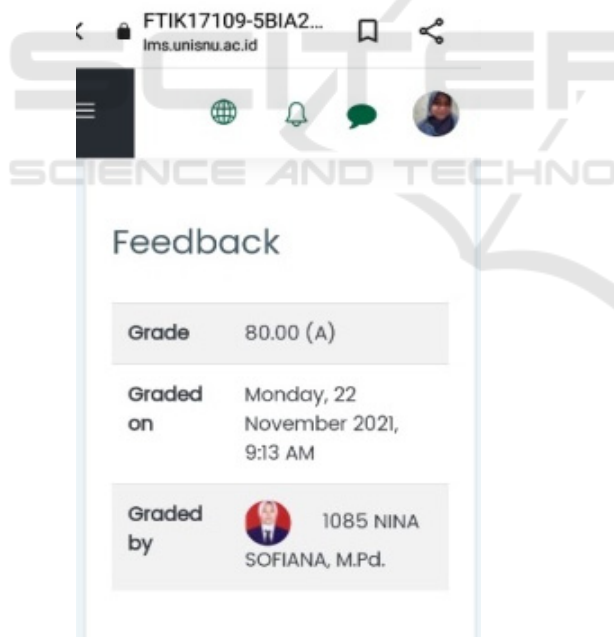 FTIK17109-5BIA2...
lms.unisnu.ac.id
SCITEP
SCIENCE AND TECHNO
Feedback
Grade 80.00 (A)
Graded on Monday, 22
November 2021,
9:13 AM
Graded by 1085 NINA
SOFIANA, M.Pd.